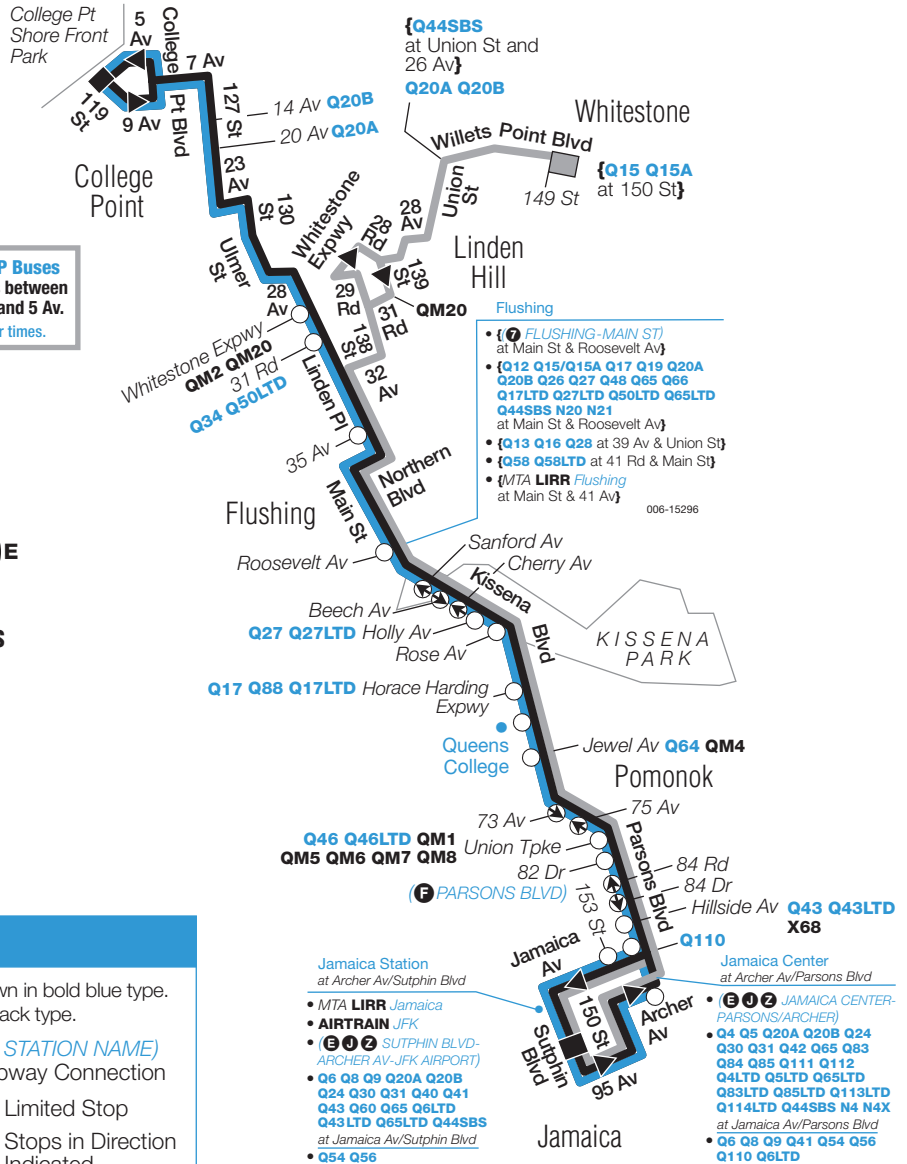 College Pt
Shore Front
Park
5
Av
College
Pt Blvd
7 Av
119
St
9 Av
127 St
14 Av Q20B
20 Av Q20A
College
Point
23
Av
130
St
Ulmer
St
28
Av
{Q44SBS
at Union St and
26 Av}
Q20A Q20B
Whitestone
Willets Point Blvd
149 St
{Q15 Q15A
at 150 St}
Union
St
28
Av
28
Rd
Whitestone
Expwy
139
St
Linden
Hill
29
Rd
31
Rd
QM20
138
St
32
Av
P Buses
between
and 5 Av.
r times.
Whitestone Expwy
QM2 QM20
31 Rd
Q34 Q50LTD
Linden Pl
35 Av
Northern
Blvd
Main St
Flushing
Flushing
• {(7 FLUSHING-MAIN ST)
at Main St & Roosevelt Av}
• {Q12 Q15/Q15A Q17 Q19 Q20A
Q20B Q26 Q27 Q48 Q65 Q66
Q17LTD Q27LTD Q50LTD Q65LTD
Q44SBS N20 N21
at Main St & Roosevelt Av}
• {Q13 Q16 Q28 at 39 Av & Union St}
• {Q58 Q58LTD at 41 Rd & Main St}
• {MTA LIRR Flushing
at Main St & 41 Av}
006-15296
E
S
Roosevelt Av
Sanford Av
Cherry Av
Kissena
Blvd
Beech Av
Q27 Q27LTD Holly Av
Rose Av
KISSENA
PARK
Q17 Q88 Q17LTD Horace Harding
Expwy
Queens
College
Jewel Av Q64 QM4
Pomonok
73 Av
75 Av
Q46 Q46LTD QM1
QM5 QM6 QM7 QM8
Union Tpke
82 Dr
(F PARSONS BLVD)
Parsons Blvd
84 Rd
84 Dr
153 St
Hillside Av Q43 Q43LTD
X68
Q110
Jamaica
Av
150 St
Sutphin
Blvd
Archer
Av
95 Av
Jamaica
Jamaica Station
at Archer Av/Sutphin Blvd
• MTA LIRR Jamaica
• AIRTRAIN JFK
• (E J Z SUTPHIN BLVD-
ARCHER AV-JFK AIRPORT)
• Q6 Q8 Q9 Q20A Q20B
Q24 Q30 Q31 Q40 Q41
Q43 Q60 Q65 Q6LTD
Q43LTD Q65LTD Q44SBS
at Jamaica Av/Sutphin Blvd
• Q54 Q56
Jamaica Center
at Archer Av/Parsons Blvd
• (E J Z JAMAICA CENTER-
PARSONS/ARCHER)
• Q4 Q5 Q20A Q20B Q24
Q30 Q31 Q42 Q65 Q83
Q84 Q85 Q111 Q112
Q4LTD Q5LTD Q65LTD
Q83LTD Q85LTD Q113LTD
Q114LTD Q44SBS N4 N4X
at Jamaica Av/Parsons Blvd
• Q6 Q8 Q9 Q41 Q54 Q56
Q110 Q6LTD
wn in bold blue type.
ack type.
STATION NAME)
bway Connection
Limited Stop
Stops in Direction
Indicated